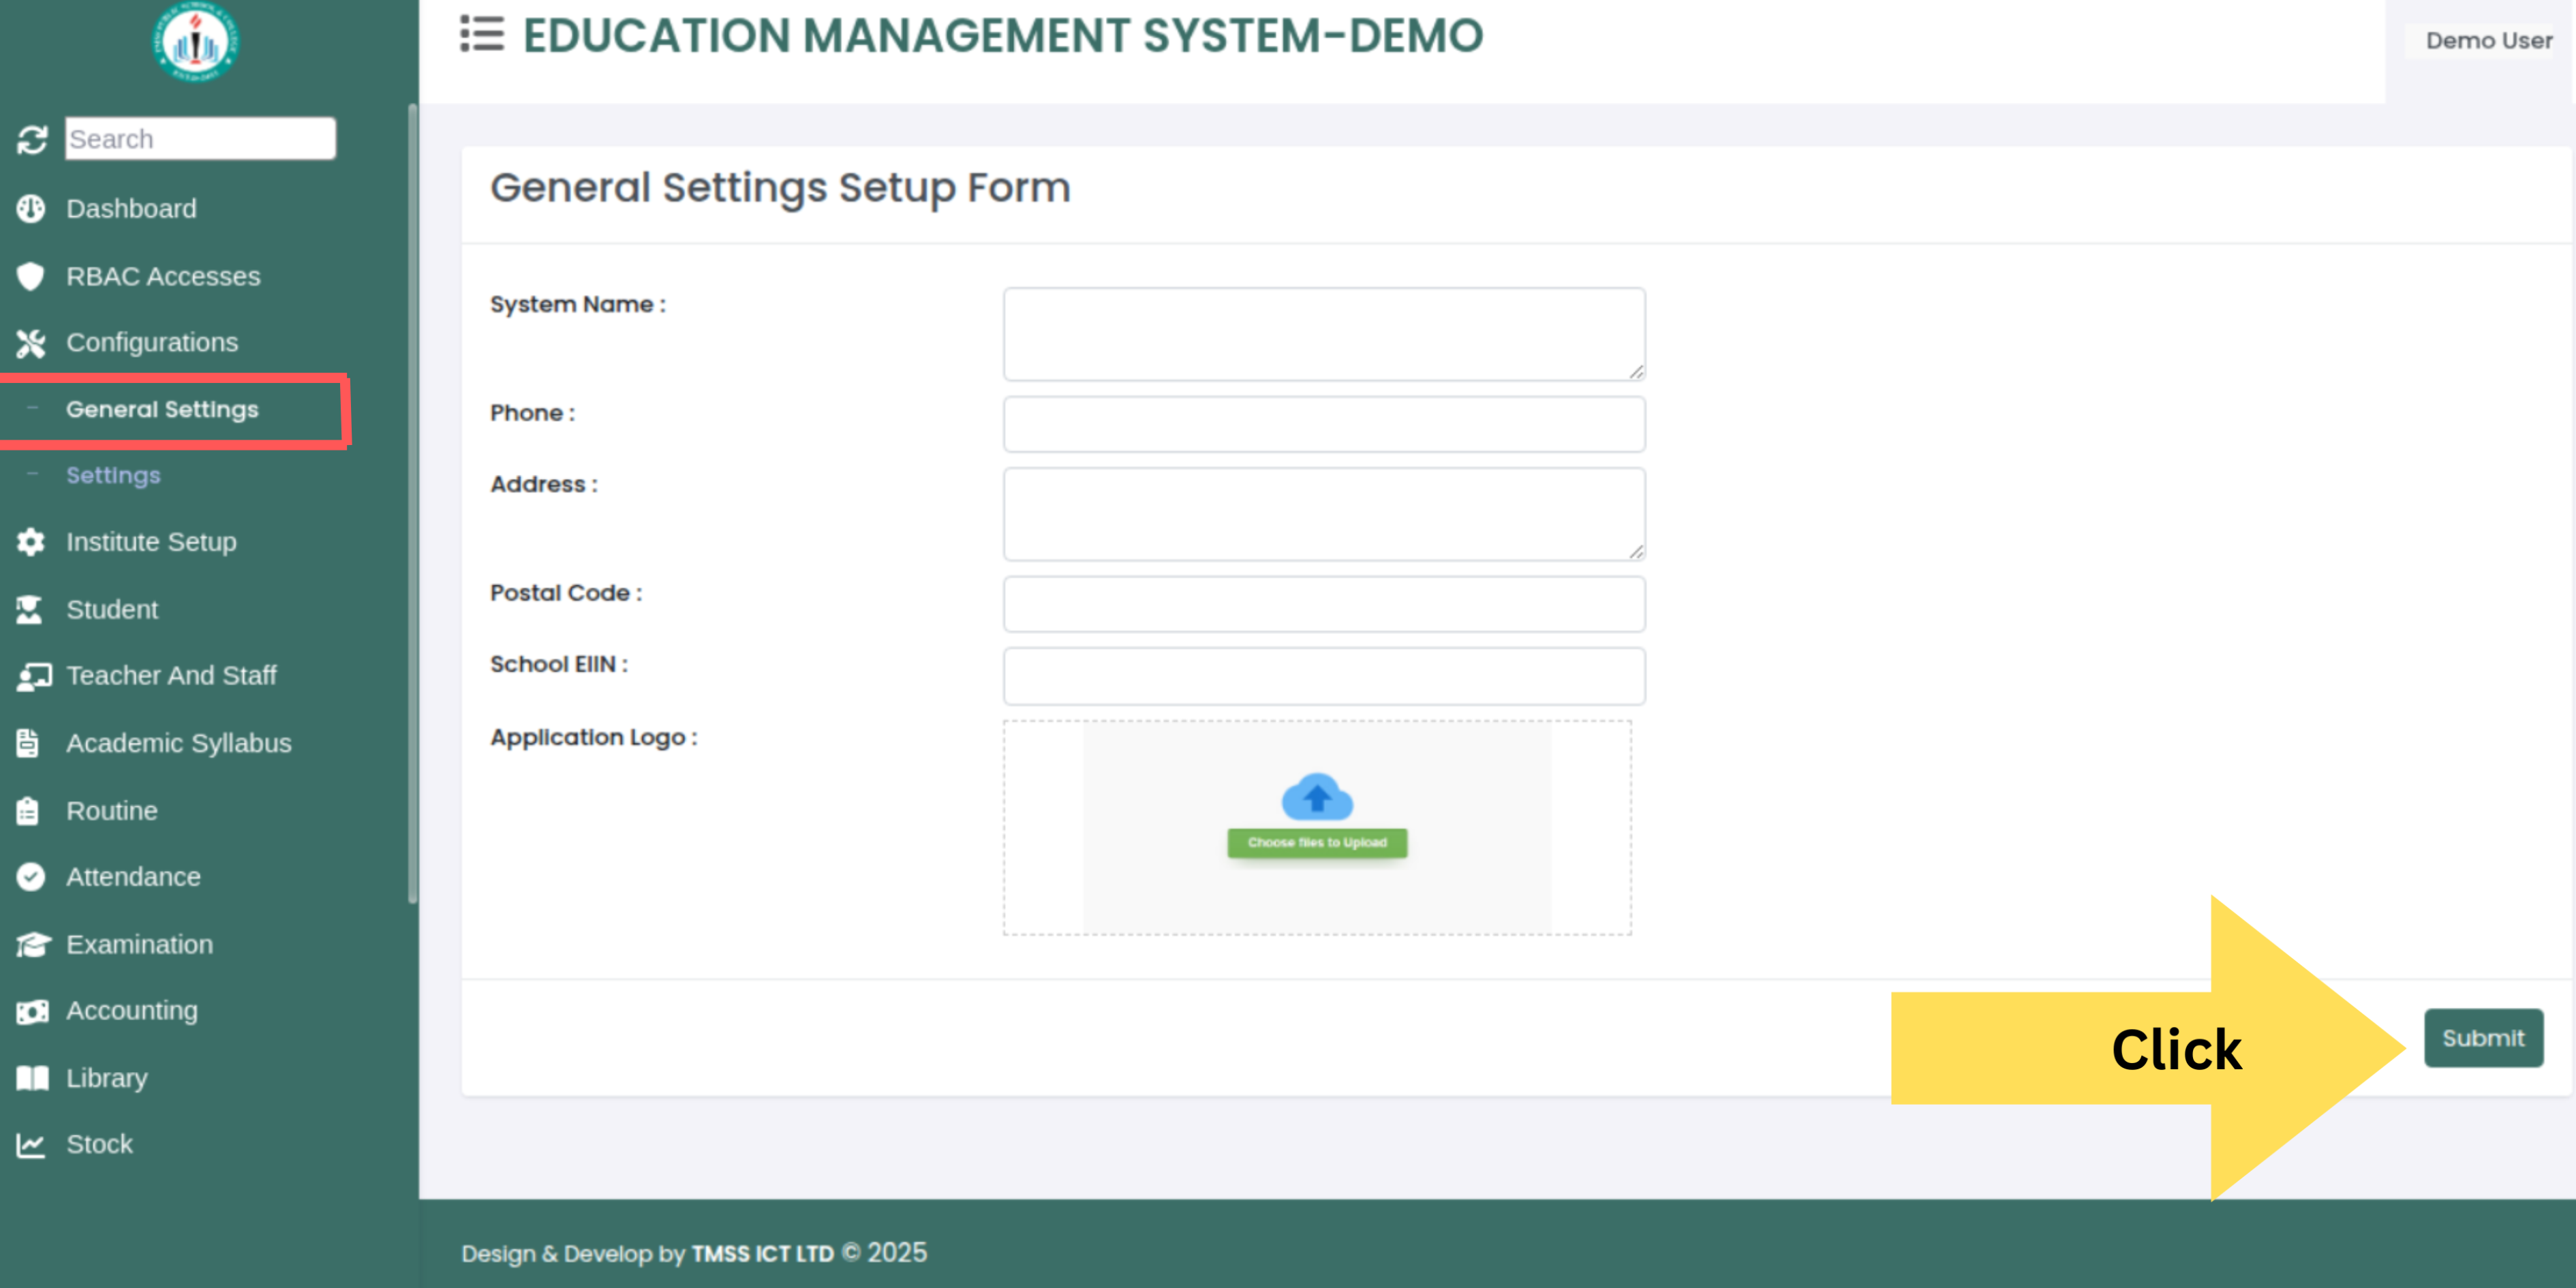 EDUCATION MANAGEMENT SYSTEM-DEMO
Demo User
Search
Dashboard
RBAC Accesses
Configurations
General Settings
Settings
Institute Setup
Student
Teacher And Staff
Academic Syllabus
Routine
Attendance
Examination
Accounting
Library
Stock
General Settings Setup Form
System Name :
Phone :
Address :
Postal Code :
School EIIN :
Application Logo :
Choose files to Upload
Click
Submit
Design & Develop by TMSS ICT LTD © 2025